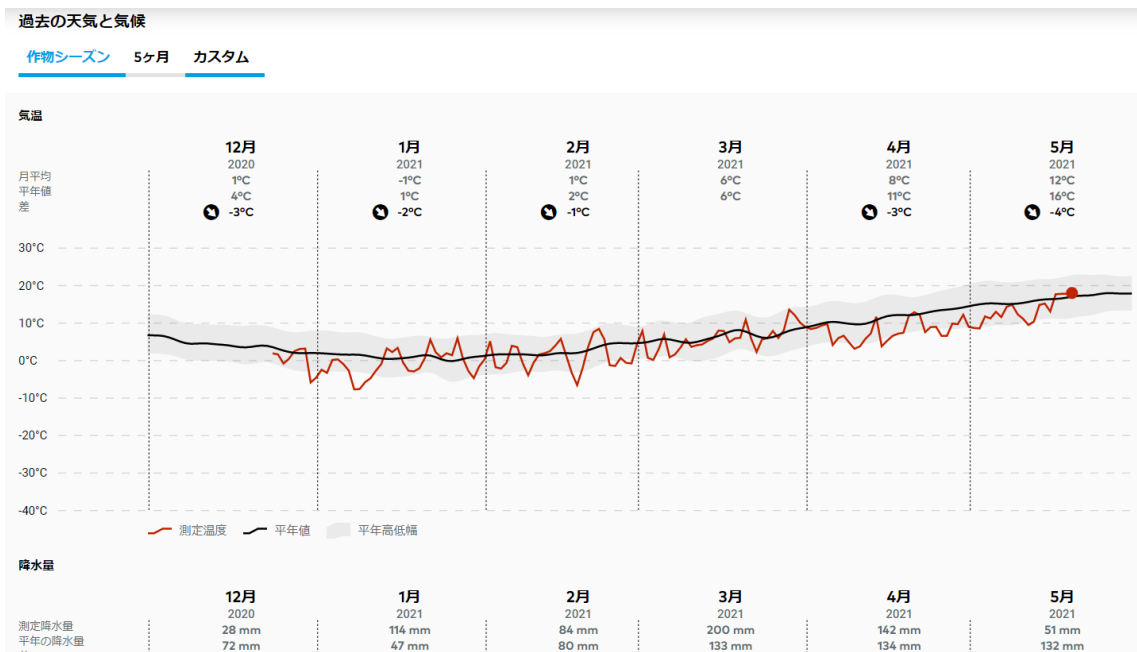 過去の天気と気候
作物シーズン 5ヶ月 カスタム
気温
12月 1月 2月 3月 4月 5月
2020 2021 2021 2021 2021 2021
月平均 1°C -1°C 1°C 6°C 8°C 12°C
平年値 4°C 1°C 2°C 6°C 11°C 16°C
差 -3°C -2°C -1°C -3°C -4°C
30°C
20°C
10°C
0°C
-10°C
-20°C
-30°C
-40°C
測定温度 平年値 平年高低幅
降水量
12月 1月 2月 3月 4月 5月
2020 2021 2021 2021 2021 2021
測定降水量 28 mm 114 mm 84 mm 200 mm 142 mm 51 mm
平年の降水量 72 mm 47 mm 80 mm 133 mm 134 mm 132 mm